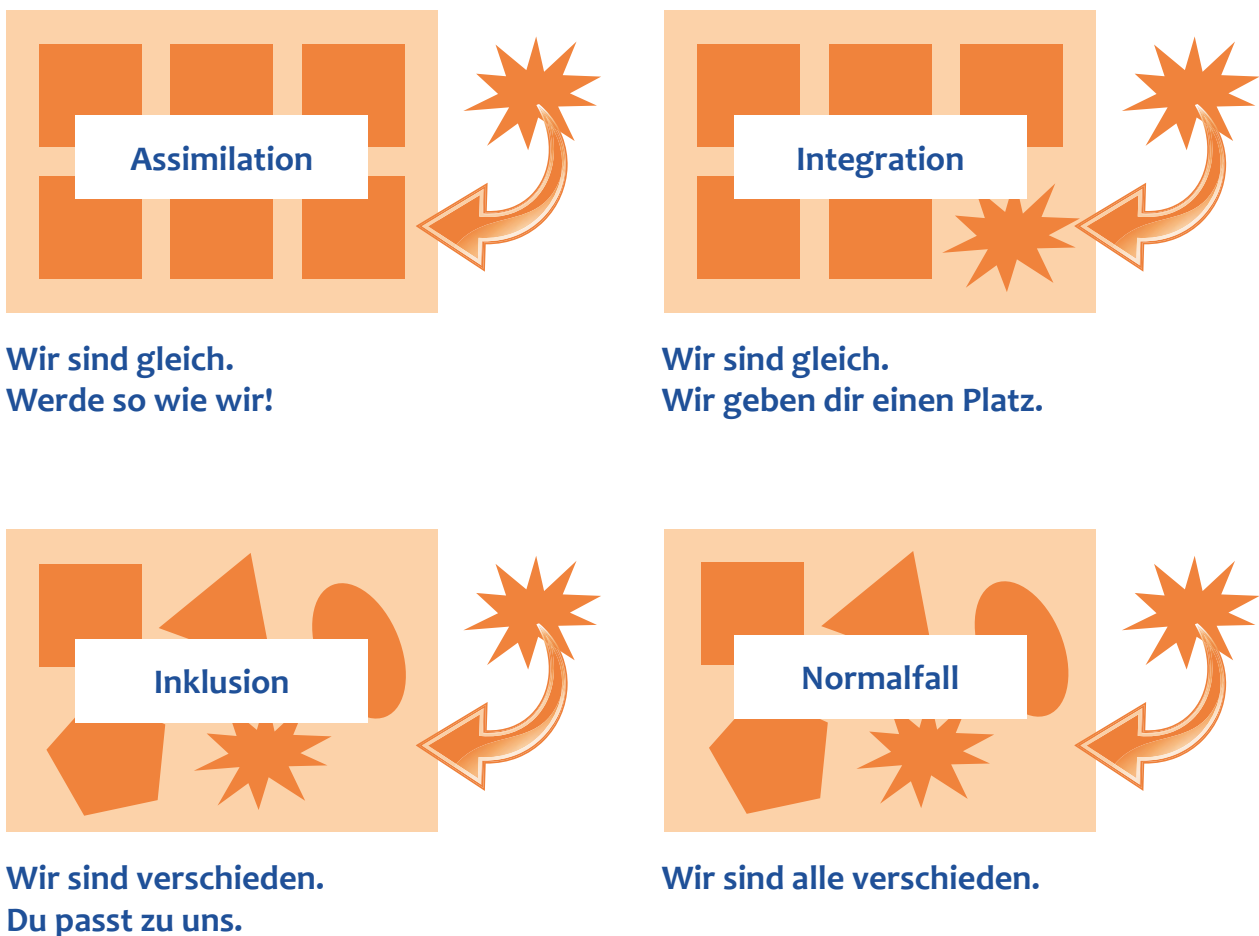 Assimilation
Wir sind gleich.
Werde so wie wir!
Integration
Wir sind gleich.
Wir geben dir einen Platz.
Inklusion
Wir sind verschieden.
Du passt zu uns.
Normalfall
Wir sind alle verschieden.